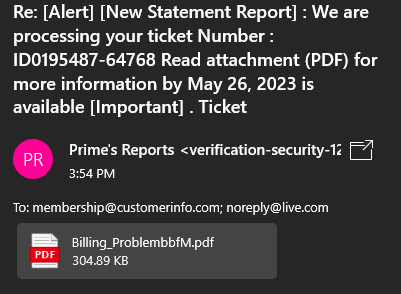 Re: [Alert] [New Statement Report] : We are
processing your ticket Number :
ID0195487-64768 Read attachment (PDF) for
more information by May 26, 2023 is
available [Important] . Ticket
PR
Prime's Reports <verification-security-12
3:54 PM
To: membership@customerinfo.com; noreply@live.com
PDF
Billing_ProblembbfM.pdf
304.89 KB